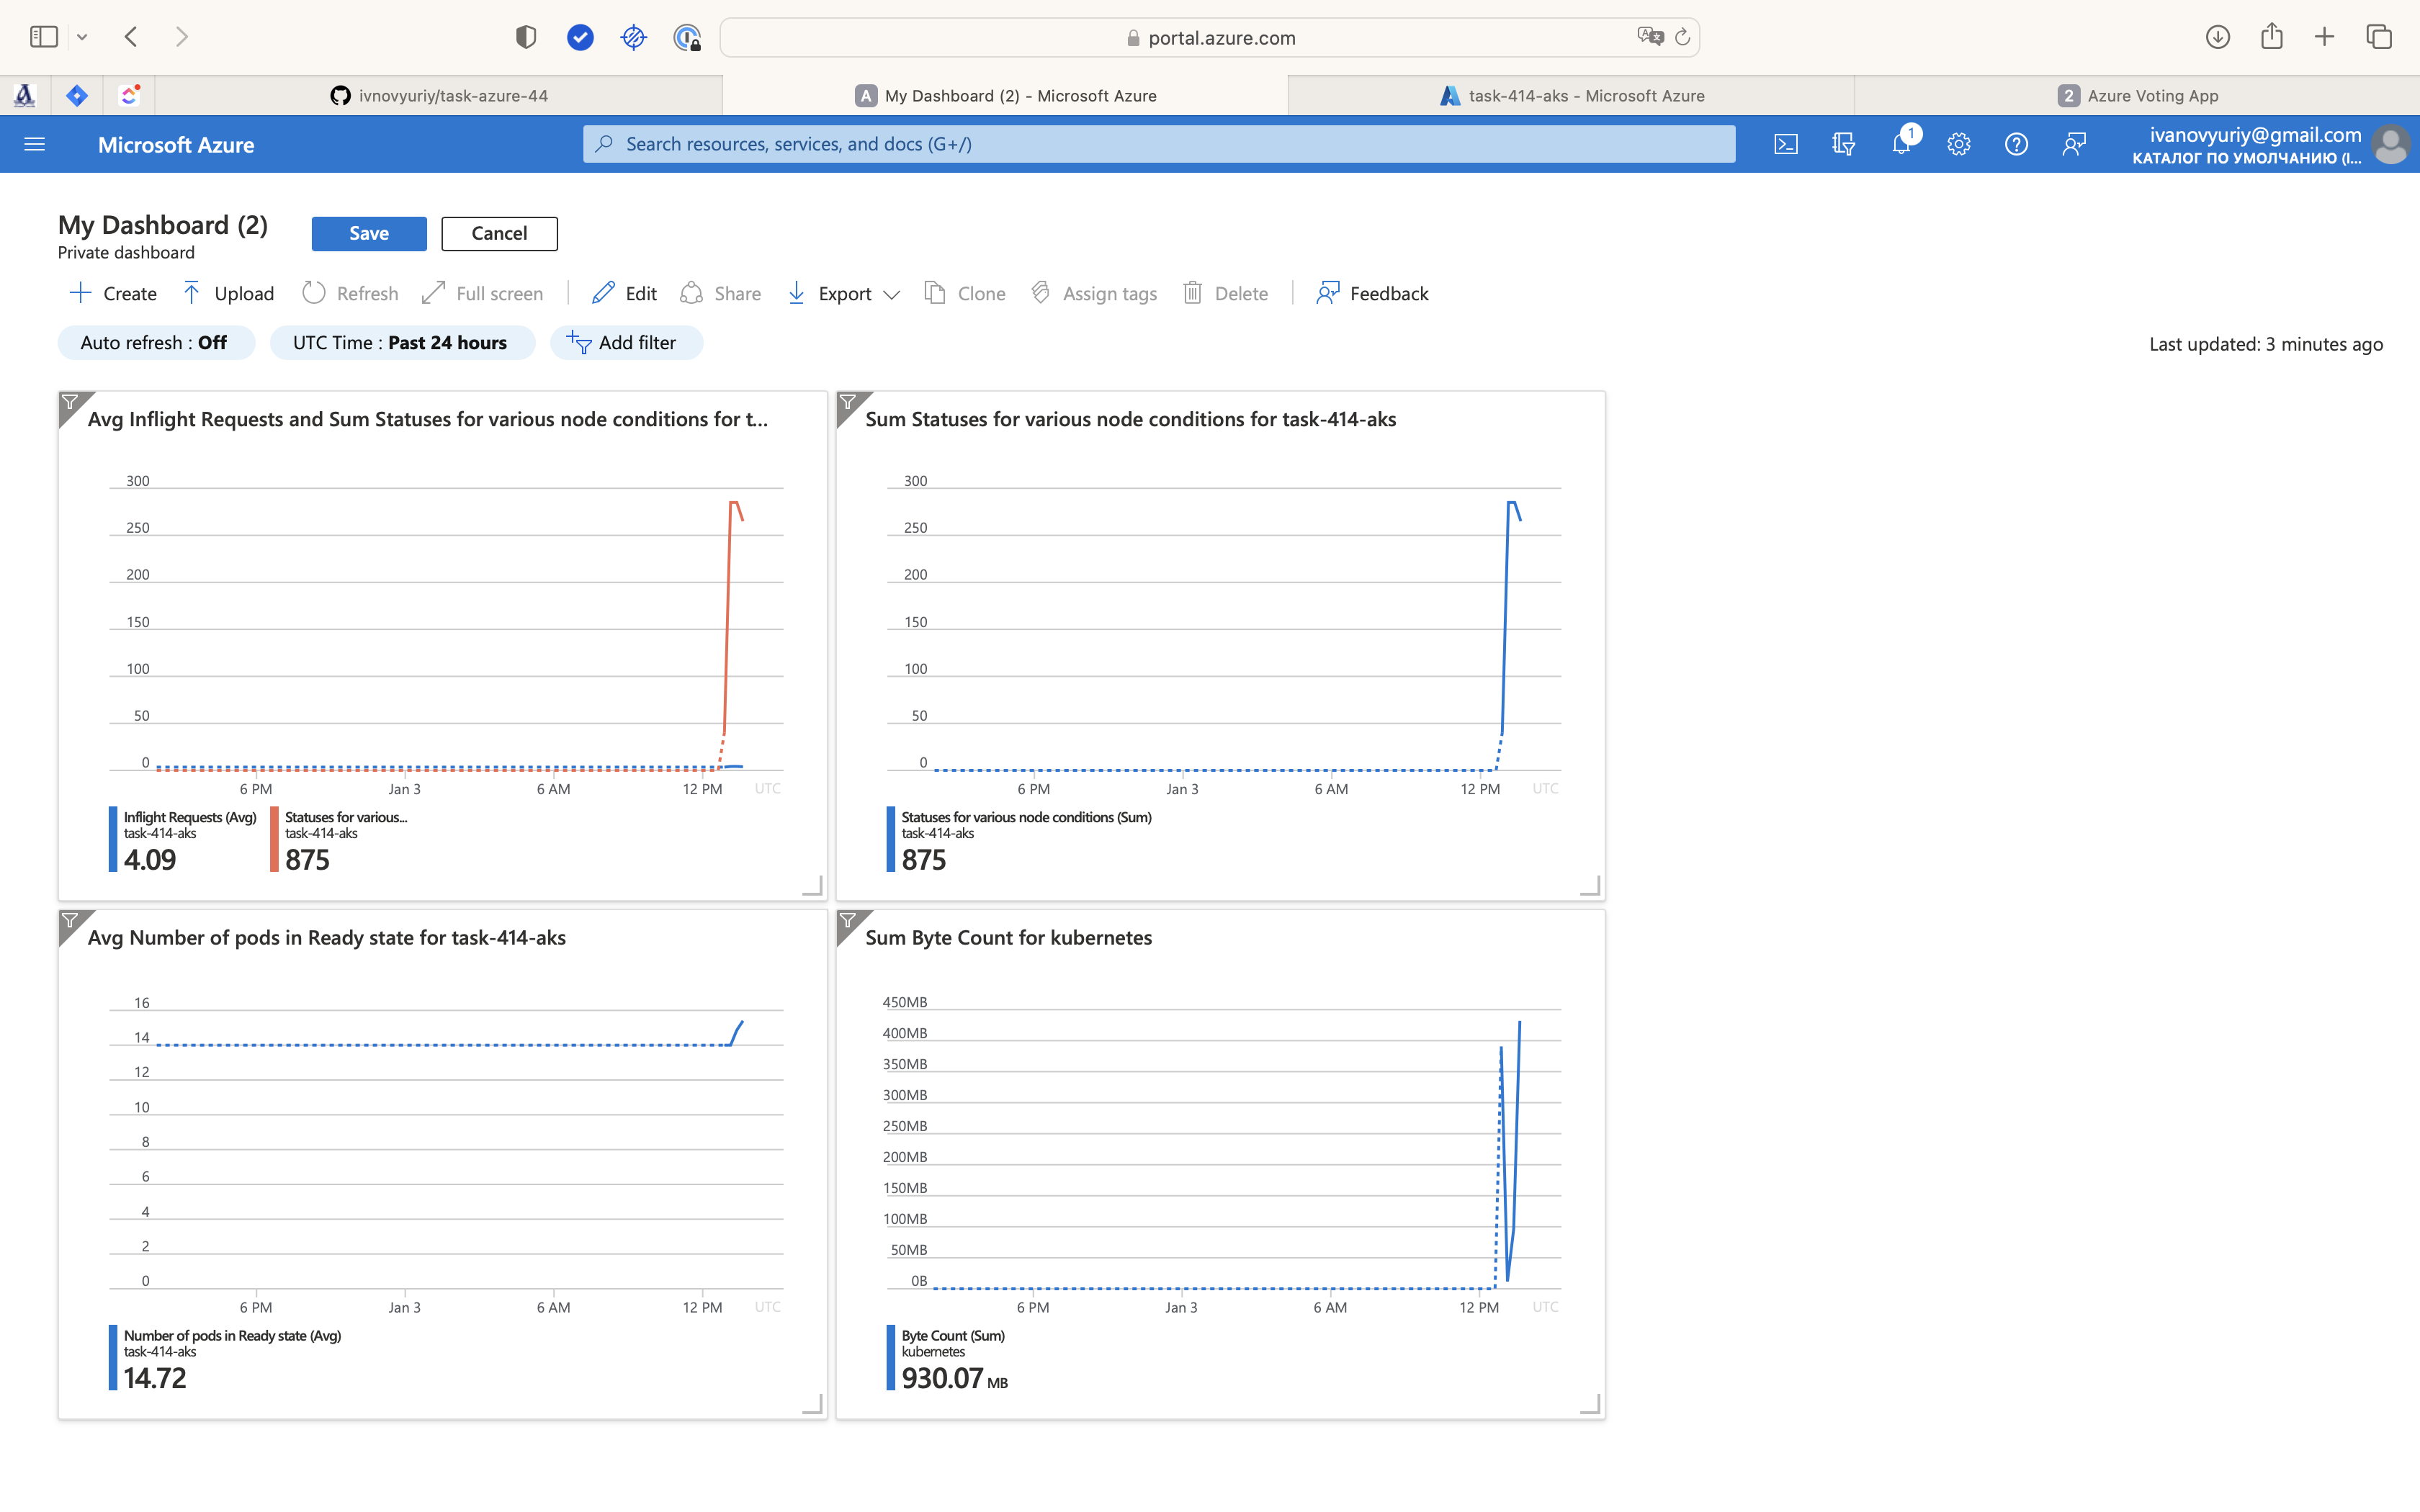 portal.azure.com
ivnovyuriy/task-azure-44
A My Dashboard (2) - Microsoft Azure
task-414-aks - Microsoft Azure
2 Azure Voting App
Microsoft Azure
Search resources, services, and docs (G+/)
1
ivanovyuriy@gmail.com
КАТАЛОГ ПО УМОЛЧАНИЮ (I...
My Dashboard (2)
Private dashboard
Save
Cancel
Create
Upload
Refresh
Full screen
Edit
Share
Export
Clone
Assign tags
Delete
Feedback
Auto refresh : Off
UTC Time : Past 24 hours
Add filter
Last updated: 3 minutes ago
Avg Inflight Requests and Sum Statuses for various node conditions for t...
300
250
200
150
100
50
0
6 PM
Jan 3
6 AM
12 PM
UTC
Inflight Requests (Avg)
task-414-aks
4.09
Statuses for various...
task-414-aks
875
Sum Statuses for various node conditions for task-414-aks
300
250
200
150
100
50
0
6 PM
Jan 3
6 AM
12 PM
UTC
Statuses for various node conditions (Sum)
task-414-aks
875
Avg Number of pods in Ready state for task-414-aks
16
14
12
10
8
6
4
2
0
6 PM
Jan 3
6 AM
12 PM
UTC
Number of pods in Ready state (Avg)
task-414-aks
14.72
Sum Byte Count for kubernetes
450MB
400MB
350MB
300MB
250MB
200MB
150MB
100MB
50MB
0B
6 PM
Jan 3
6 AM
12 PM
UTC
Byte Count (Sum)
kubernetes
930.07 MB